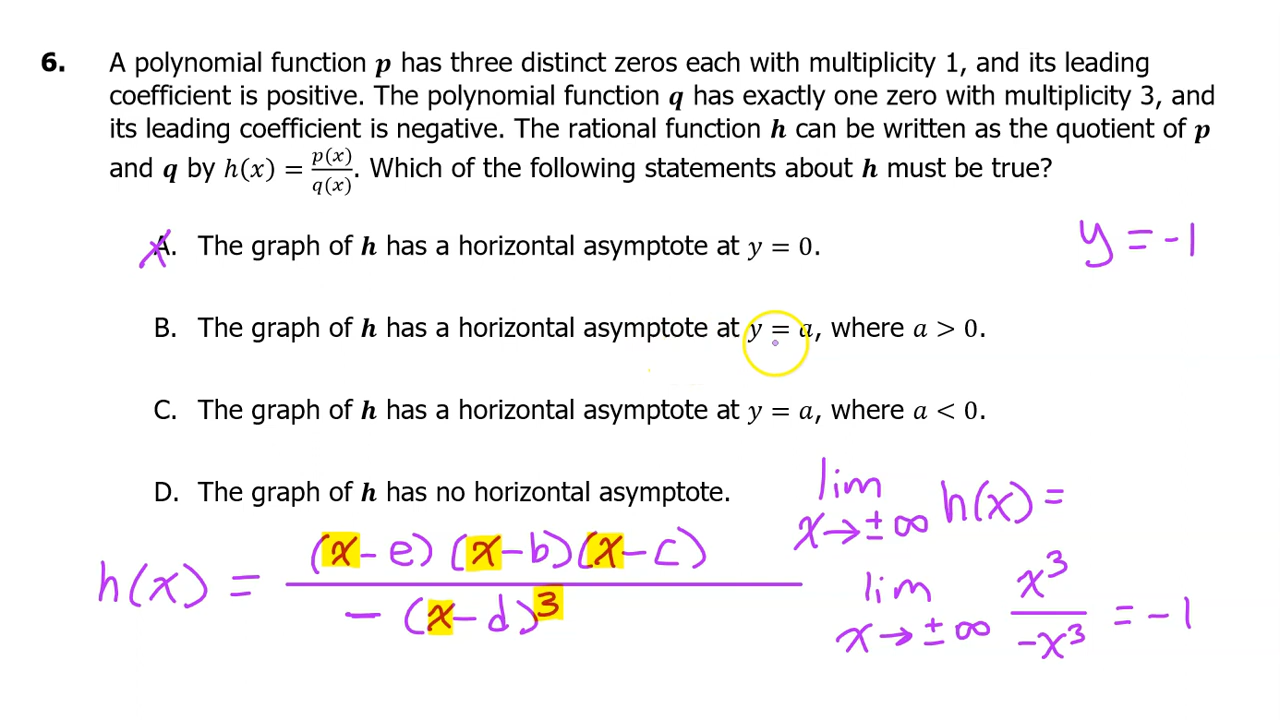 6. A polynomial function p has three distinct zeros each with multiplicity 1, and its leading
coefficient is positive. The polynomial function q has exactly one zero with multiplicity 3, and
its leading coefficient is negative. The rational function h can be written as the quotient of p
and q by h(x) = p(x)/q(x). Which of the following statements about h must be true?
A. The graph of h has a horizontal asymptote at y = 0.
y = -1
B. The graph of h has a horizontal asymptote at y = a, where a > 0.
C. The graph of h has a horizontal asymptote at y = a, where a < 0.
D. The graph of h has no horizontal asymptote.
lim x→±∞ h(x) =
h(x) = (x-e)(x-b)(x-c) / -(x-d)³
lim x→±∞ x³/-x³ = -1